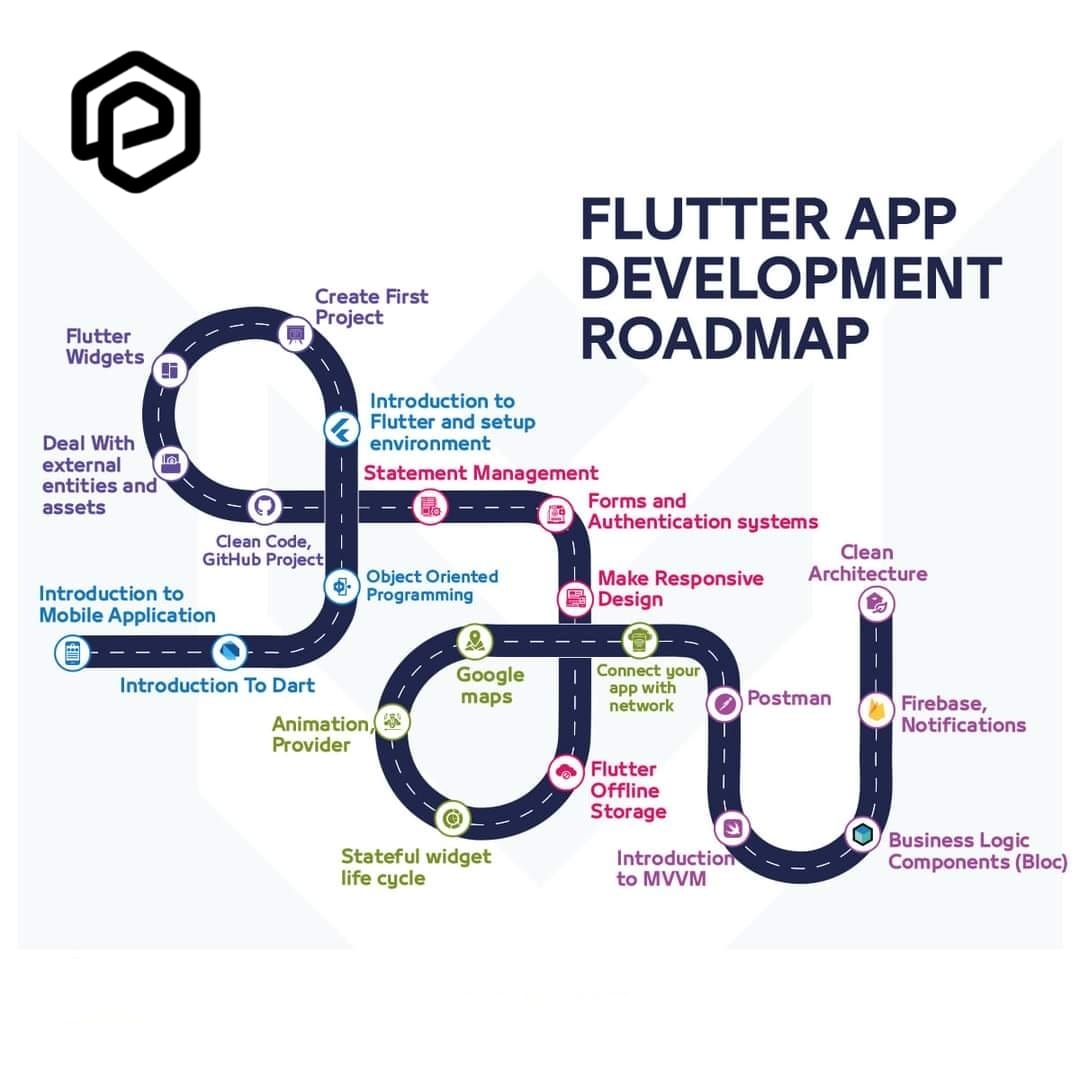 FLUTTER APP
DEVELOPMENT
ROADMAP
Create First
Project
Flutter
Widgets
Introduction to
Flutter and setup
environment
Deal With
external
entities and
assets
Statement Management
Forms and
Authentication systems
Clean Code,
GitHub Project
Clean
Architecture
Object Oriented
Programming
Make Responsive
Design
Introduction to
Mobile Application
Introduction To Dart
Google
maps
Connect your
app with
network
Postman
Firebase,
Notifications
Animation,
Provider
Flutter
Offline
Storage
Stateful widget
life cycle
Introduction
to MVVM
Business Logic
Components (Bloc)